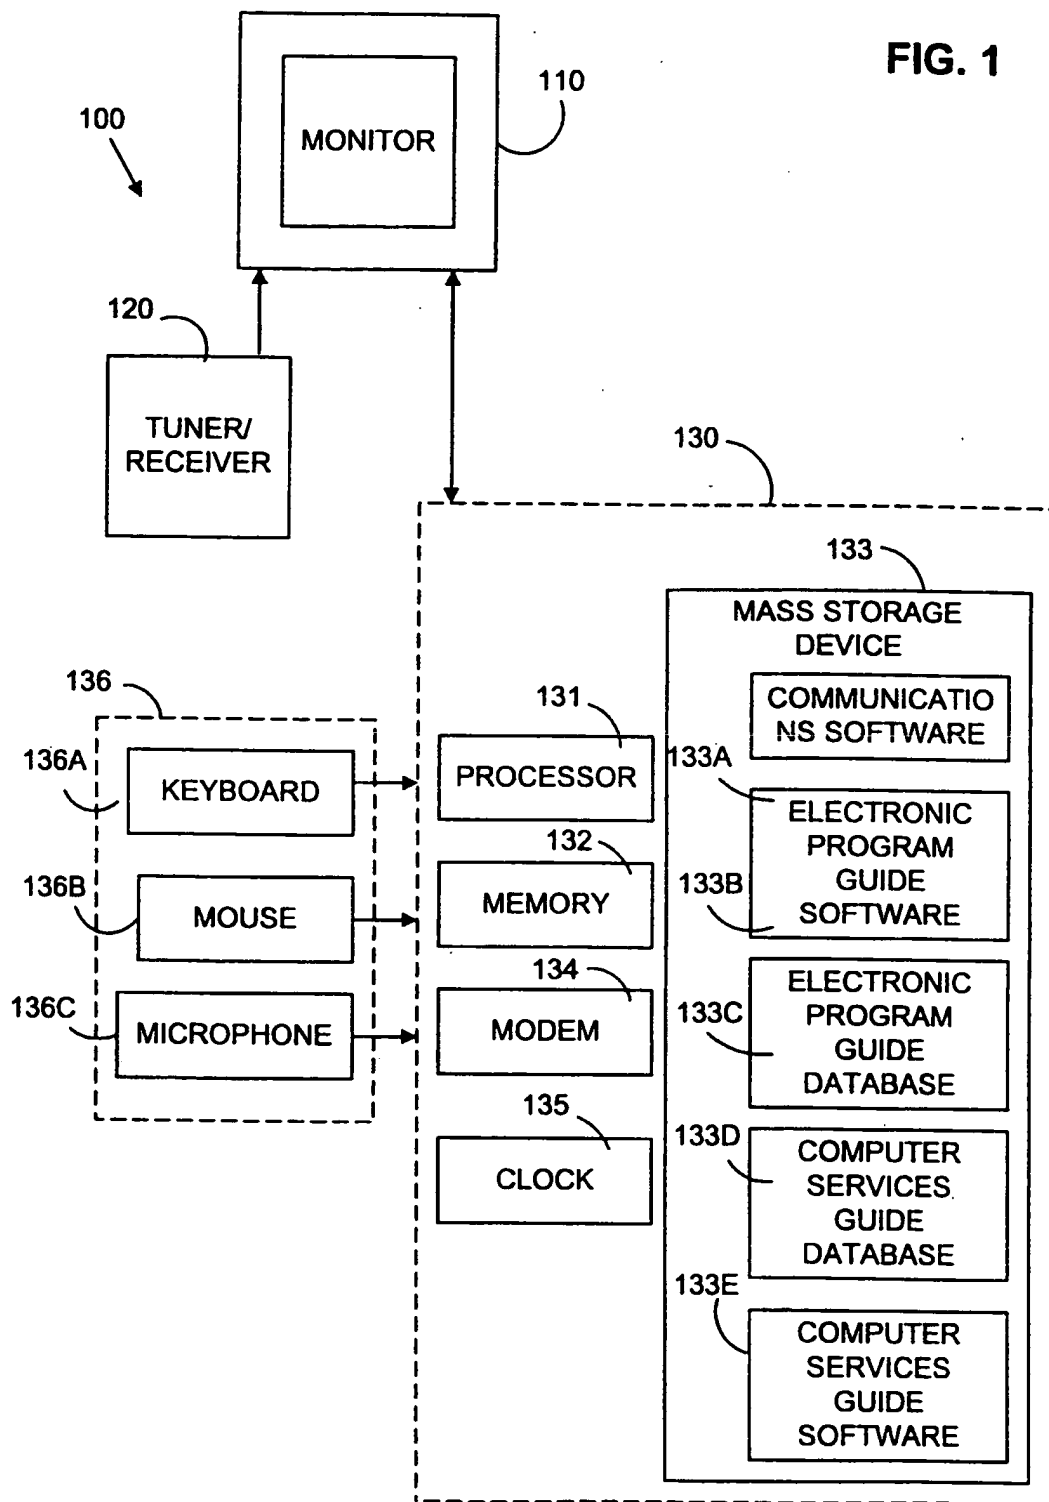 FIG. 1
110
100
MONITOR
120
TUNER/
RECEIVER
130
133
MASS STORAGE
DEVICE
COMMUNICATIO
NS SOFTWARE
136
131
136A
KEYBOARD
PROCESSOR
133A
ELECTRONIC
PROGRAM
GUIDE
SOFTWARE
132
136B
MOUSE
MEMORY
133B
134
136C
MICROPHONE
MODEM
133C
ELECTRONIC
PROGRAM
GUIDE
DATABASE
135
CLOCK
133D
COMPUTER
SERVICES
GUIDE
DATABASE
133E
COMPUTER
SERVICES
GUIDE
SOFTWARE